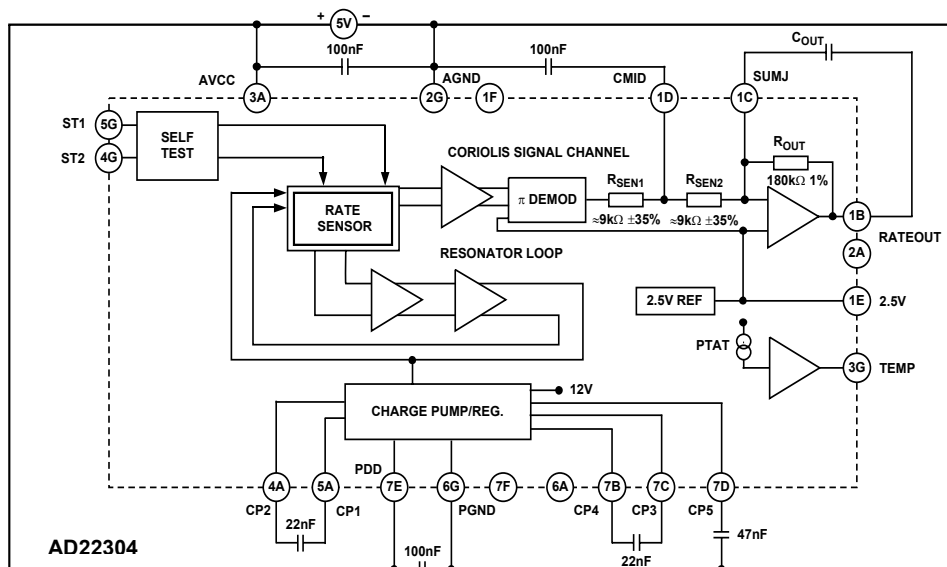 + 5V −
100nF
100nF
COUT
AVCC
AGND
CMID
SUMJ
3A
2G
1F
1D
1C
ST1
5G
ST2
4G
SELF
TEST
CORIOLIS SIGNAL CHANNEL
ROUT
180kΩ 1%
RSEN1
RSEN2
π DEMOD
≈9kΩ ±35%
≈9kΩ ±35%
RATE
SENSOR
1B
RATEOUT
2A
RESONATOR LOOP
2.5V REF
1E
2.5V
PTAT
3G
TEMP
12V
CHARGE PUMP/REG.
PDD
4A
5A
7E
6G
7F
6A
7B
7C
7D
CP2
CP1
PGND
CP4
CP3
CP5
22nF
100nF
22nF
47nF
AD22304